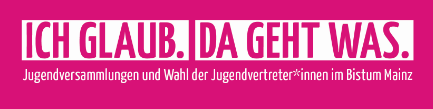 ICH GLAUB. DA GEHT WAS.
Jugendversammlungen und Wahl der Jugendvertreter*innen im Bistum Mainz